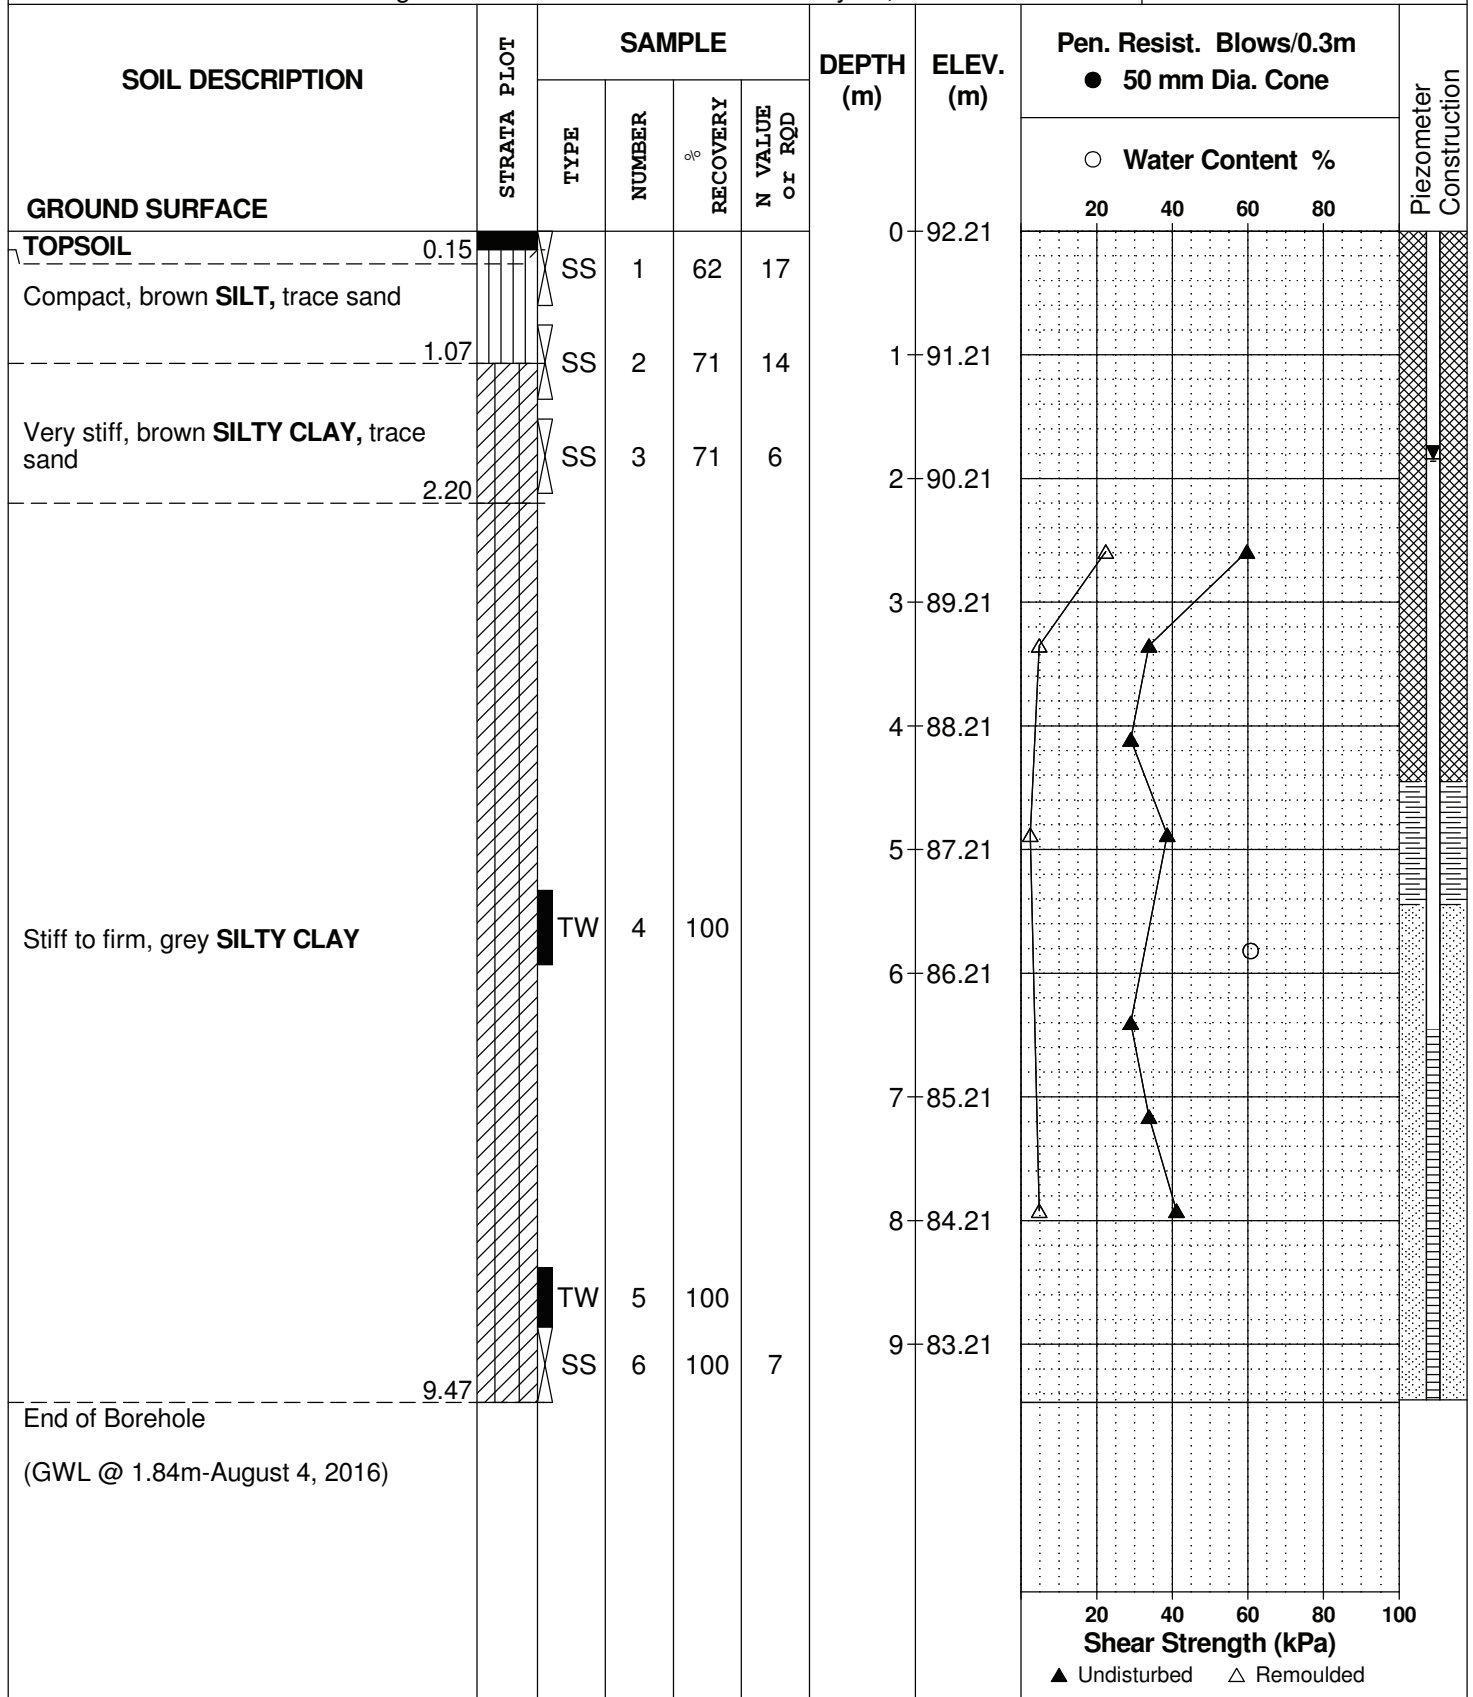 SOIL DESCRIPTION
GROUND SURFACE
STRATA PLOT
SAMPLE
TYPE
NUMBER
% RECOVERY
N VALUE or RQD
DEPTH (m)
ELEV. (m)
Pen. Resist. Blows/0.3m
● 50 mm Dia. Cone
○ Water Content %
20 40 60 80
Piezometer Construction
TOPSOIL 0.15
0 92.21
SS 1 62 17
Compact, brown SILT, trace sand
1.07
SS 2 71 14
1 91.21
Very stiff, brown SILTY CLAY, trace
sand
SS 3 71 6
2.20
2 90.21
3 89.21
4 88.21
5 87.21
Stiff to firm, grey SILTY CLAY
TW 4 100
6 86.21
7 85.21
8 84.21
TW 5 100
9 83.21
SS 6 100 7
9.47
End of Borehole
(GWL @ 1.84m-August 4, 2016)
20 40 60 80 100
Shear Strength (kPa)
▲ Undisturbed △ Remoulded